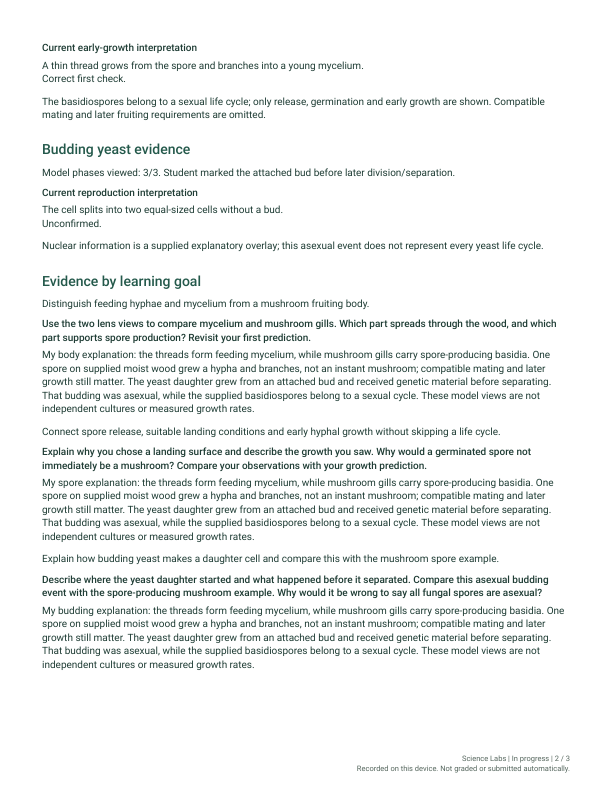 Current early-growth interpretation
A thin thread grows from the spore and branches into a young mycelium.
Correct first check.
The basidiospores belong to a sexual life cycle; only release, germination and early growth are shown. Compatible
mating and later fruiting requirements are omitted.
Budding yeast evidence
Model phases viewed: 3/3. Student marked the attached bud before later division/separation.
Current reproduction interpretation
The cell splits into two equal-sized cells without a bud.
Unconfirmed.
Nuclear information is a supplied explanatory overlay; this asexual event does not represent every yeast life cycle.
Evidence by learning goal
Distinguish feeding hyphae and mycelium from a mushroom fruiting body.
Use the two lens views to compare mycelium and mushroom gills. Which part spreads through the wood, and which
part supports spore production? Revisit your first prediction.
My body explanation: the threads form feeding mycelium, while mushroom gills carry spore-producing basidia. One
spore on supplied moist wood grew a hypha and branches, not an instant mushroom; compatible mating and later
growth still matter. The yeast daughter grew from an attached bud and received genetic material before separating.
That budding was asexual, while the supplied basidiospores belong to a sexual cycle. These model views are not
independent cultures or measured growth rates.
Connect spore release, suitable landing conditions and early hyphal growth without skipping a life cycle.
Explain why you chose a landing surface and describe the growth you saw. Why would a germinated spore not
immediately be a mushroom? Compare your observations with your growth prediction.
My spore explanation: the threads form feeding mycelium, while mushroom gills carry spore-producing basidia. One
spore on supplied moist wood grew a hypha and branches, not an instant mushroom; compatible mating and later
growth still matter. The yeast daughter grew from an attached bud and received genetic material before separating.
That budding was asexual, while the supplied basidiospores belong to a sexual cycle. These model views are not
independent cultures or measured growth rates.
Explain how budding yeast makes a daughter cell and compare this with the mushroom spore example.
Describe where the yeast daughter started and what happened before it separated. Compare this asexual budding
event with the spore-producing mushroom example. Why would it be wrong to say all fungal spores are asexual?
My budding explanation: the threads form feeding mycelium, while mushroom gills carry spore-producing basidia. One
spore on supplied moist wood grew a hypha and branches, not an instant mushroom; compatible mating and later
growth still matter. The yeast daughter grew from an attached bud and received genetic material before separating.
That budding was asexual, while the supplied basidiospores belong to a sexual cycle. These model views are not
independent cultures or measured growth rates.
Science Labs | In progress | 2 / 3
Recorded on this device. Not graded or submitted automatically.